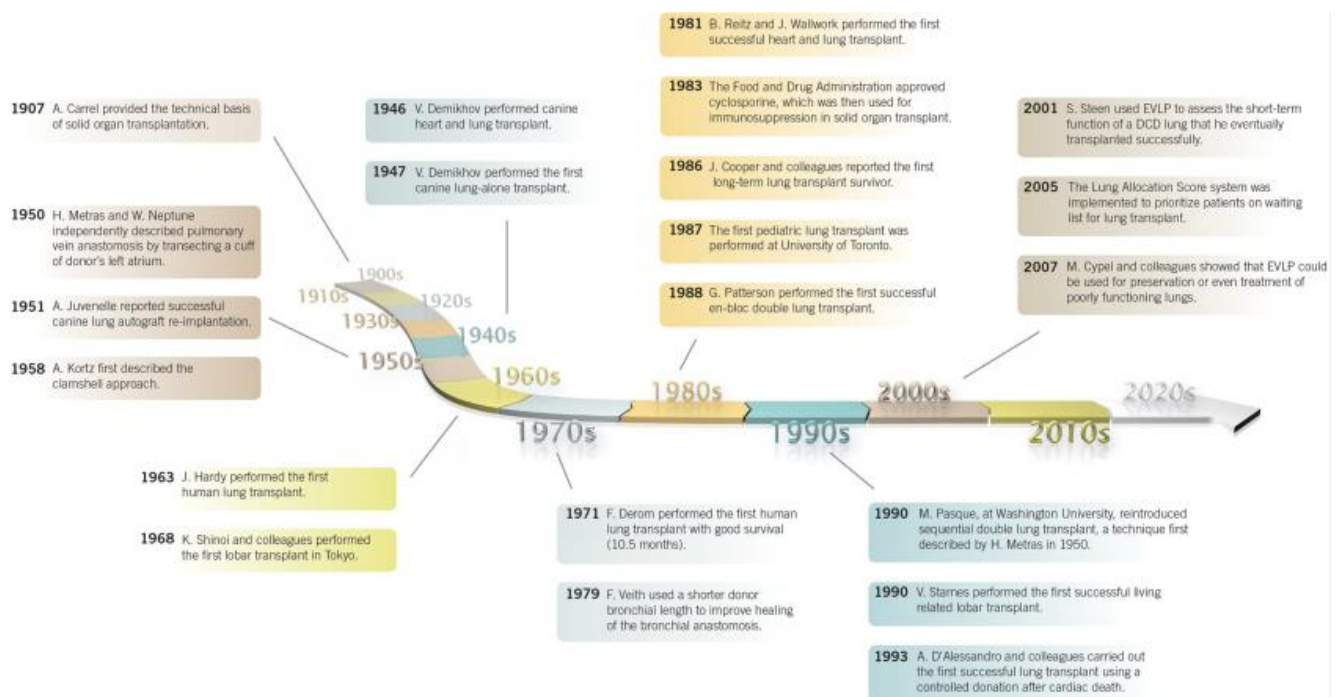 1907 A. Carrel provided the technical basis
of solid organ transplantation.
1950 H. Metras and W. Neptune
independently described pulmonary
vein anastomosis by transecting a cuff
of donor's left atrium.
1951 A. Juvenelle reported successful
canine lung autograft re-implantation.
1958 A. Kortz first described the
clamshell approach.
1946 V. Demikhov performed canine
heart and lung transplant.
1947 V. Demikhov performed the first
canine lung-alone transplant.
1981 B. Reitz and J. Wallwork performed the first
successful heart and lung transplant.
1983 The Food and Drug Administration approved
cyclosporine, which was then used for
immunosuppression in solid organ transplant.
1986 J. Cooper and colleagues reported the first
long-term lung transplant survivor.
1987 The first pediatric lung transplant was
performed at University of Toronto.
1988 G. Patterson performed the first successful
en-bloc double lung transplant.
2001 S. Steen used EVLP to assess the short-term
function of a DCD lung that he eventually
transplanted successfully.
2005 The Lung Allocation Score system was
implemented to prioritize patients on waiting
list for lung transplant.
2007 M. Cypel and colleagues showed that EVLP could
be used for preservation or even treatment of
poorly functioning lungs.
1900s
1910s
1920s
1930s
1940s
1950s
1960s
1970s
1980s
1990s
2000s
2010s
2020s
1963 J. Hardy performed the first
human lung transplant.
1968 K. Shinoi and colleagues performed
the first lobar transplant in Tokyo.
1971 F. Derom performed the first human
lung transplant with good survival
(10.5 months).
1979 F. Veith used a shorter donor
bronchial length to improve healing
of the bronchial anastomosis.
1990 M. Pasque, at Washington University, reintroduced
sequential double lung transplant, a technique first
described by H. Metras in 1950.
1990 V. Starnes performed the first successful living
related lobar transplant.
1993 A. D'Alessandro and colleagues carried out
the first successful lung transplant using a
controlled donation after cardiac death.